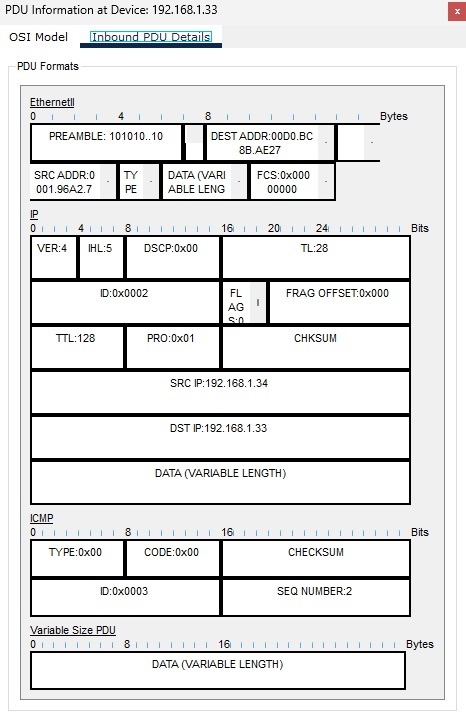 PDU Information at Device: 192.168.1.33
x
OSI Model
Inbound PDU Details
PDU Formats
EthernetII
0 4 8 Bytes
PREAMBLE: 101010..10
DEST ADDR:00D0.BC
8B.AE27
SRC ADDR:0
001.96A2.7
TY
PE
DATA (VARI
ABLE LENG
FCS:0x000
00000
IP
0 4 8 16 20 24 Bits
VER:4 IHL:5 DSCP:0x00 TL:28
ID:0x0002
FL
AG
S:0
FRAG OFFSET:0x000
TTL:128 PRO:0x01 CHKSUM
SRC IP:192.168.1.34
DST IP:192.168.1.33
DATA (VARIABLE LENGTH)
ICMP
0 8 16 Bits
TYPE:0x00 CODE:0x00 CHECKSUM
ID:0x0003 SEQ NUMBER:2
Variable Size PDU
0 8 16 Bytes
DATA (VARIABLE LENGTH)